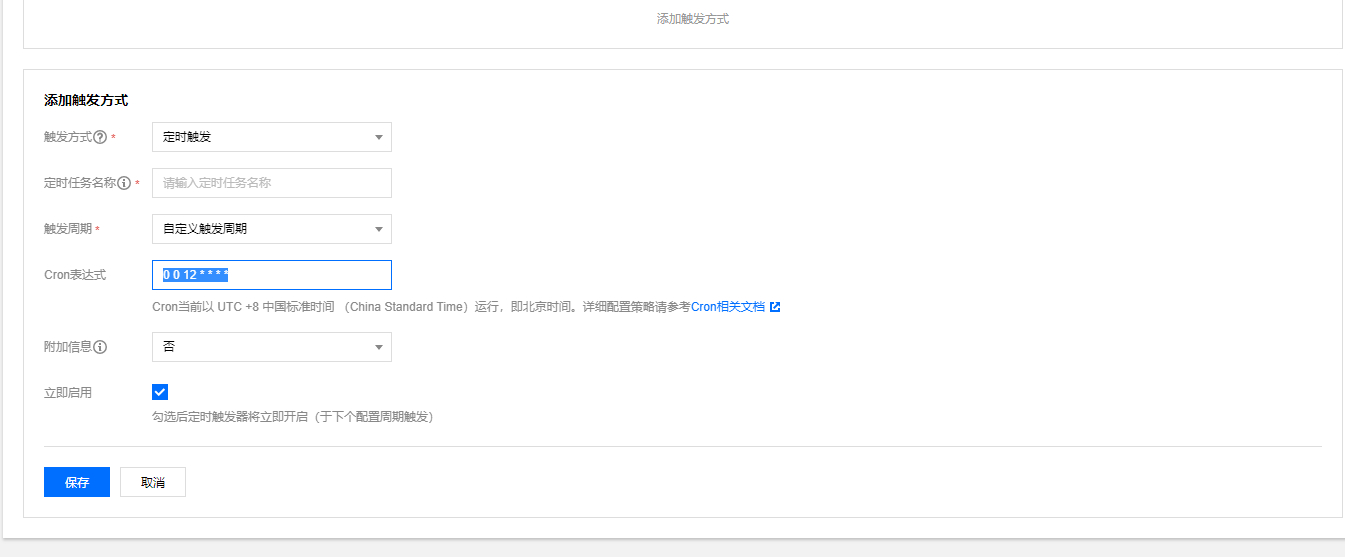 添加触发方式
添加触发方式
触发方式 * 定时触发
定时任务名称 * 请输入定时任务名称
触发周期 * 自定义触发周期
Cron表达式 0 0 12 * * * *
Cron当前以 UTC +8 中国标准时间 （China Standard Time）运行，即北京时间。详细配置策略请参考Cron相关文档
附加信息 否
立即启用
勾选后定时触发器将立即开启（于下个配置周期触发）
保存 取消